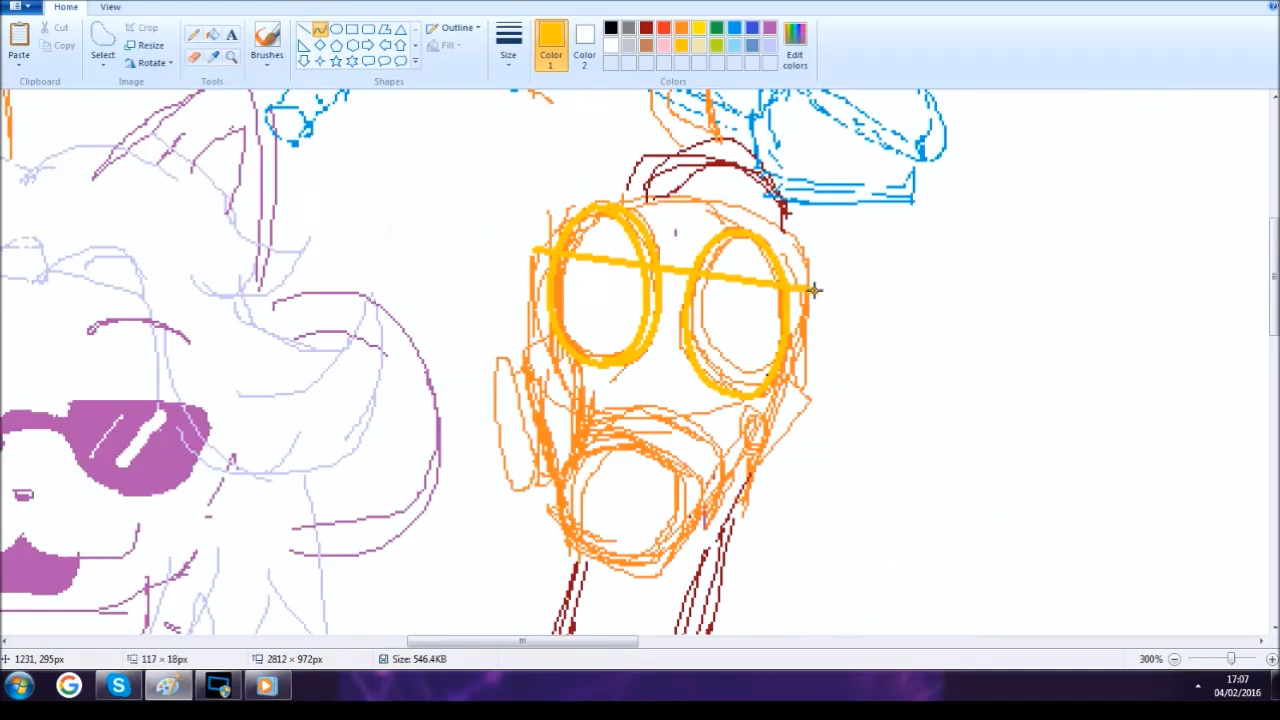 Home View
Paste Cut Copy Clipboard
Select Crop Resize Rotate Image
A
Tools
Brushes
Shapes
Outline Fill
Size
Color 1
Color 2
Edit colors
Colors
1231, 295px 117 × 18px 2812 × 972px Size: 546.4KB 300%
G S 17:07
04/02/2016